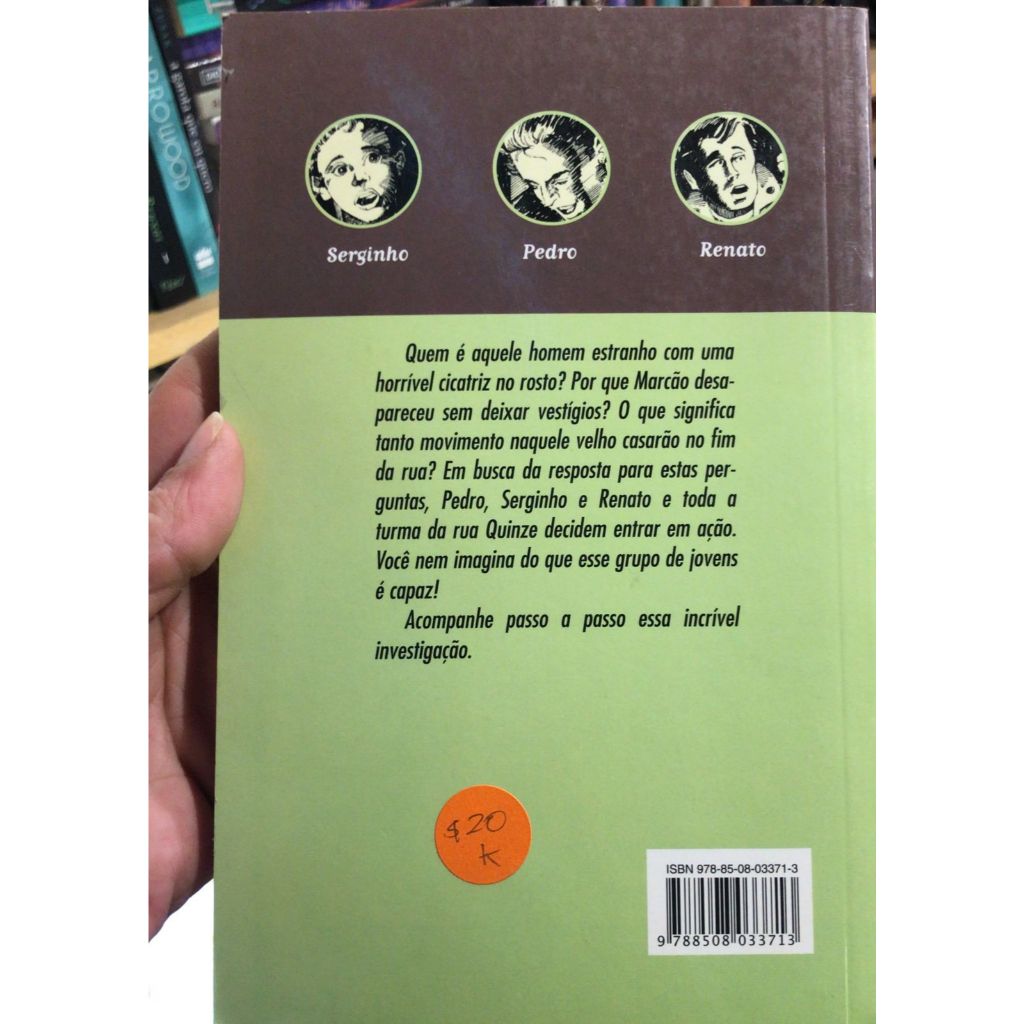 ARROWOOD
a garota que
Serginho
Pedro
Renato
Quem é aquele homem estranho com uma
horrível cicatriz no rosto? Por que Marcão desa-
pareceu sem deixar vestígios? O que significa
tanto movimento naquele velho casarão no fim
da rua? Em busca da resposta para estas per-
guntas, Pedro, Serginho e Renato e toda a
turma da rua Quinze decidem entrar em ação.
Você nem imagina do que esse grupo de jovens
é capaz!
Acompanhe passo a passo essa incrível
investigação.
$20
K
ISBN 978-85-08-03371-3
9 788508 033713